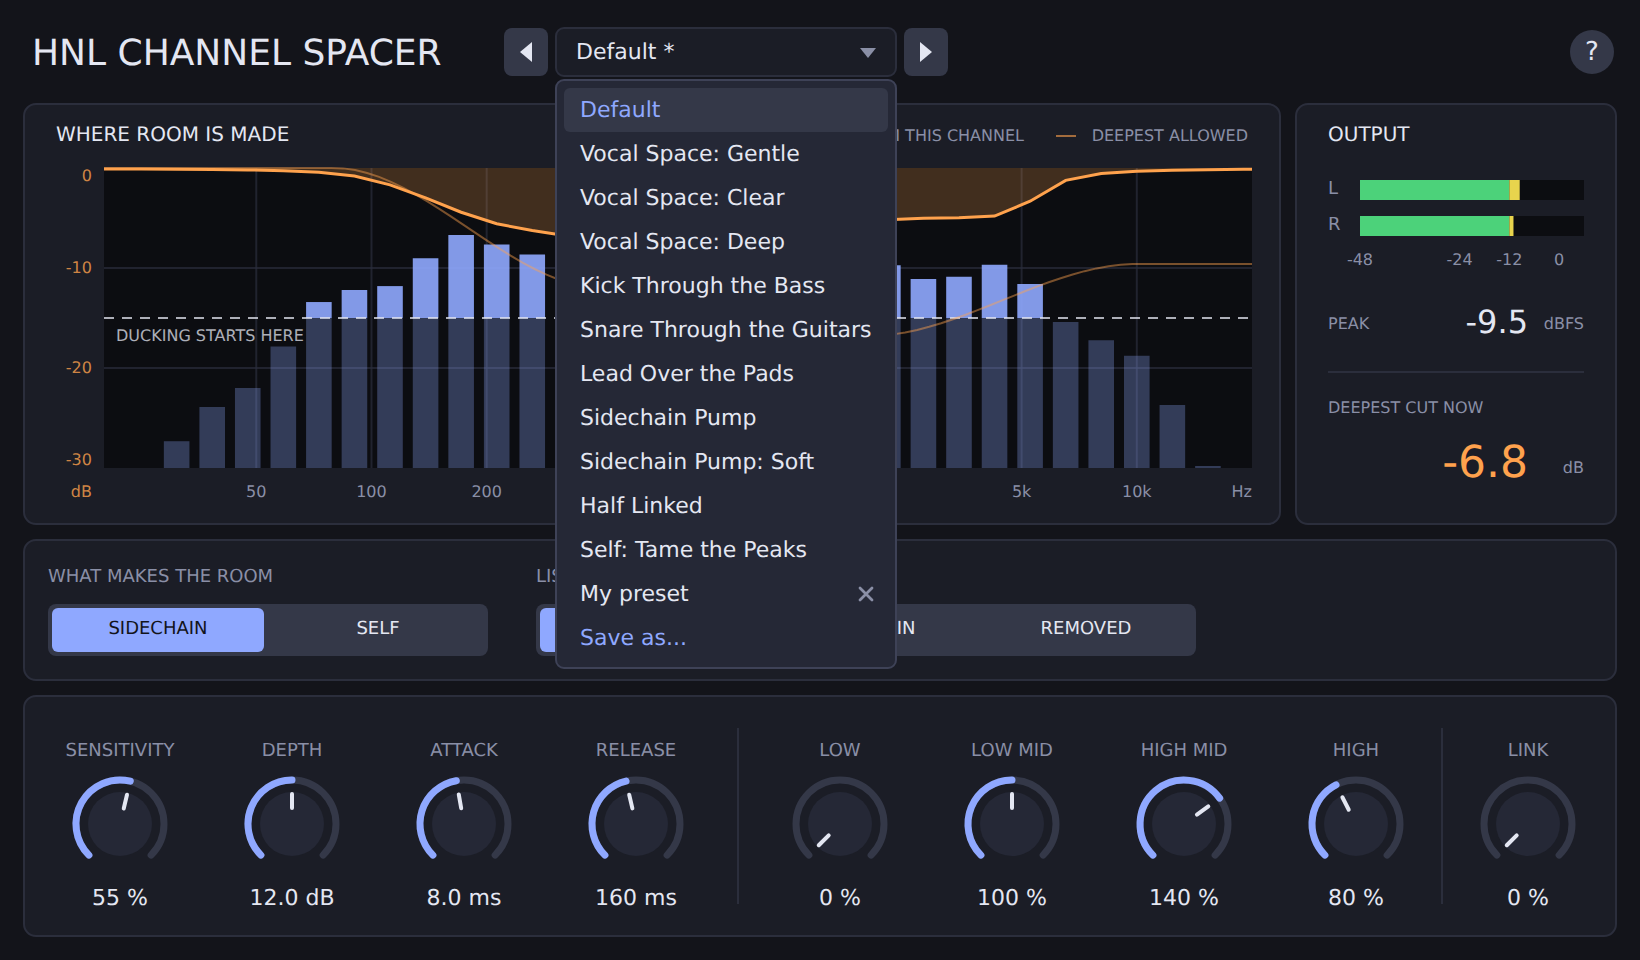 HNL CHANNEL SPACER
Default *
?
Default
Vocal Space: Gentle
Vocal Space: Clear
Vocal Space: Deep
Kick Through the Bass
Snare Through the Guitars
Lead Over the Pads
Sidechain Pump
Sidechain Pump: Soft
Half Linked
Self: Tame the Peaks
My preset
Save as...
WHERE ROOM IS MADE
THIS CHANNEL
DEEPEST ALLOWED
0
-10
DUCKING STARTS HERE
-20
-30
dB
50
100
200
5k
10k
Hz
OUTPUT
L
R
-48
-24
-12
0
PEAK
-9.5
dBFS
DEEPEST CUT NOW
-6.8
dB
WHAT MAKES THE ROOM
SIDECHAIN
SELF
REMOVED
SENSITIVITY
DEPTH
ATTACK
RELEASE
LOW
LOW MID
HIGH MID
HIGH
LINK
55 %
12.0 dB
8.0 ms
160 ms
0 %
100 %
140 %
80 %
0 %